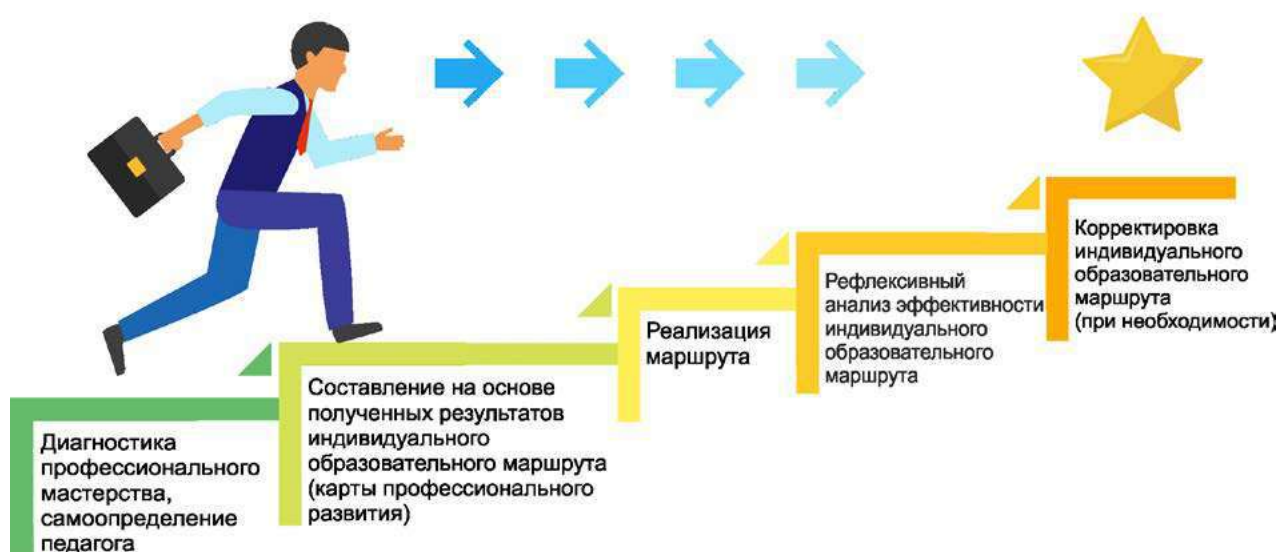 Диагностика
профессионального
мастерства,
самоопределение
педагога
Составление на основе
полученных результатов
индивидуального
образовательного маршрута
(карты профессионального
развития)
Реализация
маршрута
Рефлексивный
анализ эффективности
индивидуального
образовательного
маршрута
Корректировка
индивидуального
образовательного
маршрута
(при необходимости)